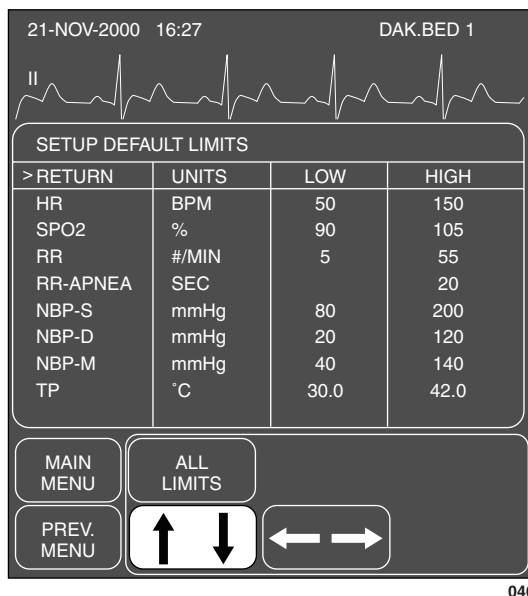 21-NOV-2000 16:27 DAK.BED 1
II
SETUP DEFAULT LIMITS
>RETURN UNITS LOW HIGH
HR BPM 50 150
SPO2 % 90 105
RR #/MIN 5 55
RR-APNEA SEC 20
NBP-S mmHg 80 200
NBP-D mmHg 20 120
NBP-M mmHg 40 140
TP ˚C 30.0 42.0
MAIN MENU
ALL LIMITS
PREV. MENU